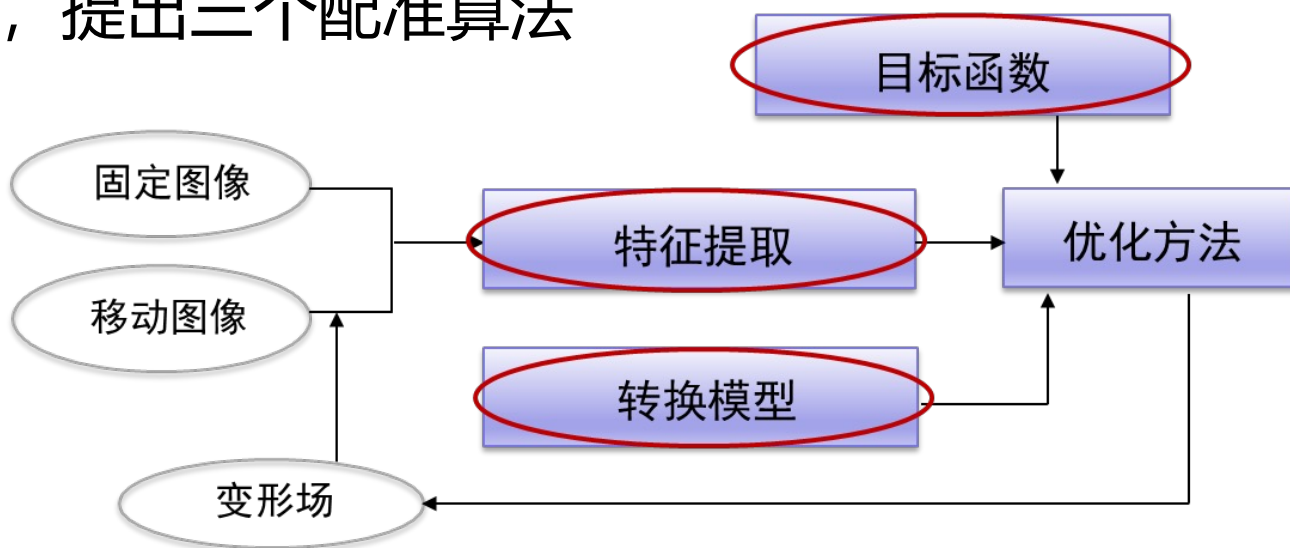 ，提出三个配准算法
目标函数
固定图像
特征提取
优化方法
移动图像
转换模型
变形场